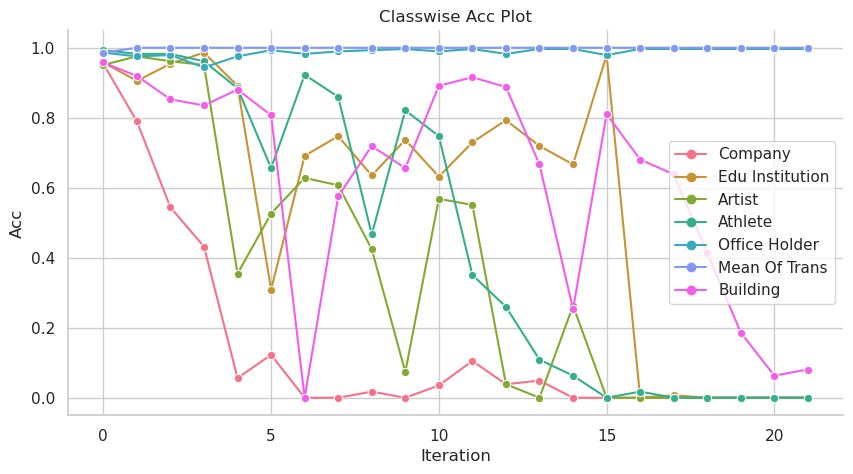 Classwise Acc Plot
1.0
0.8
0.6
0.4
0.2
0.0
Acc
Company
Edu Institution
Artist
Athlete
Office Holder
Mean Of Trans
Building
0
5
10
15
20
Iteration